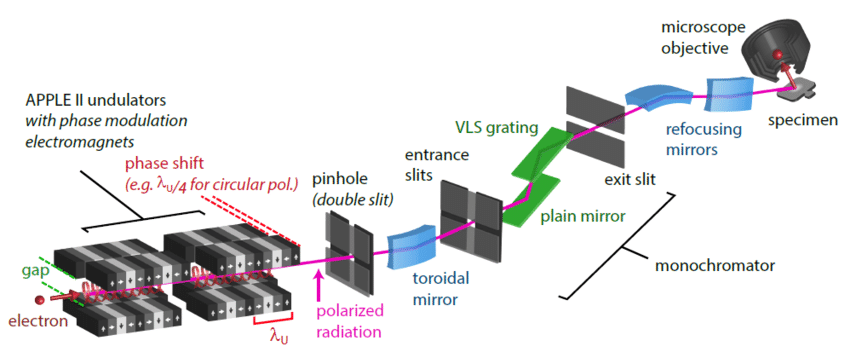 APPLE II undulators
with phase modulation
electromagnets
phase shift
(e.g. λU/4 for circular pol.)
gap
electron
λU
polarized
radiation
pinhole
(double slit)
toroidal
mirror
entrance
slits
VLS grating
plain mirror
exit slit
monochromator
refocusing
mirrors
microscope
objective
specimen